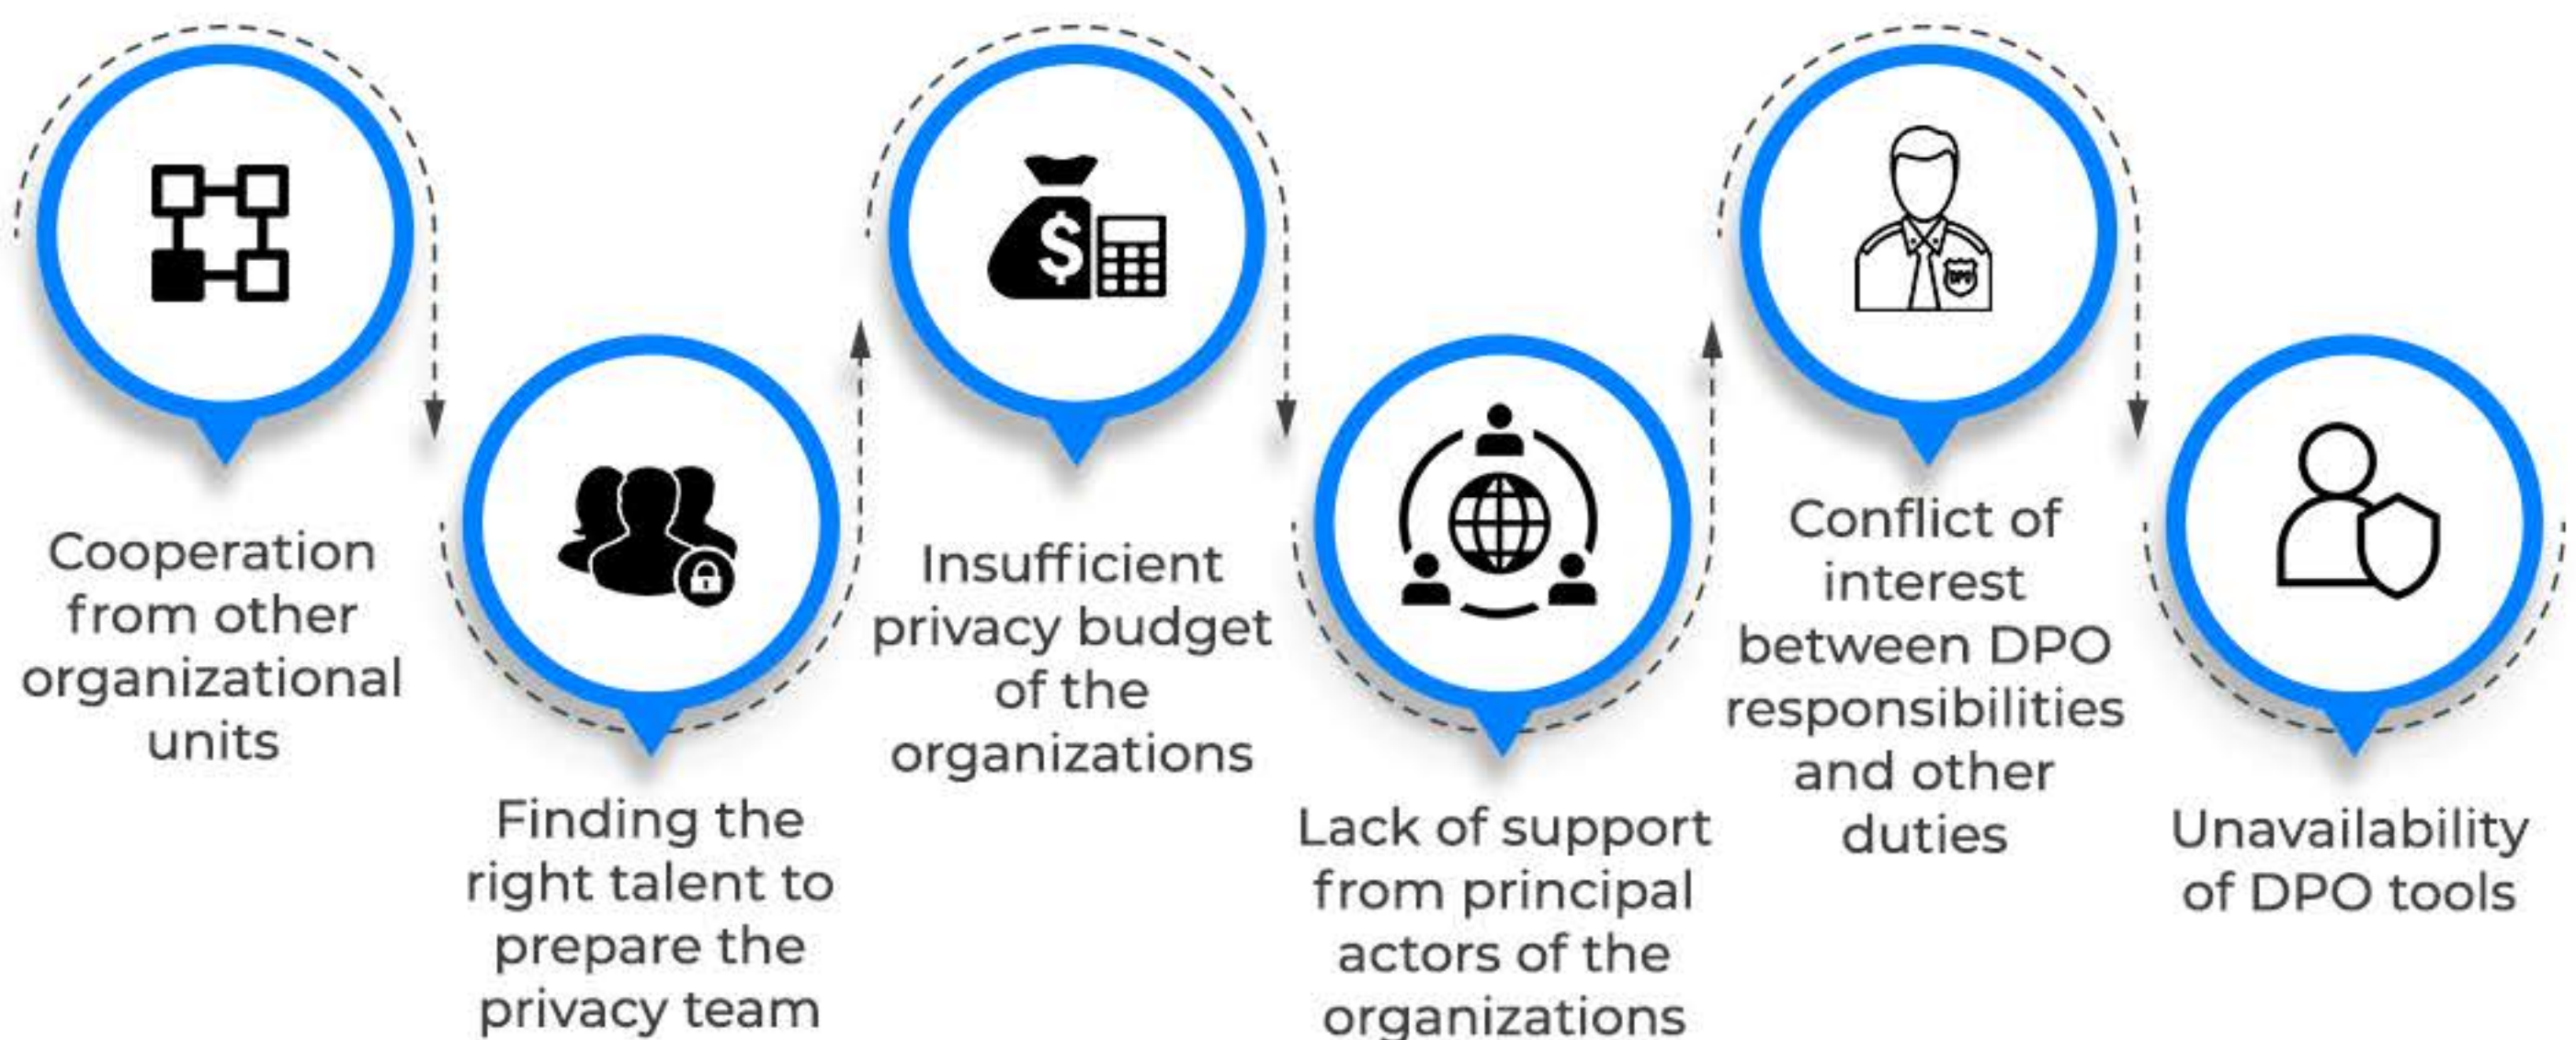 Cooperation
from other
organizational
units
Finding the
right talent to
prepare the
privacy team
$
Insufficient
privacy budget
of the
organizations
Lack of support
from principal
actors of the
organizations
DPO
Conflict of
interest
between DPO
responsibilities
and other
duties
Unavailability
of DPO tools